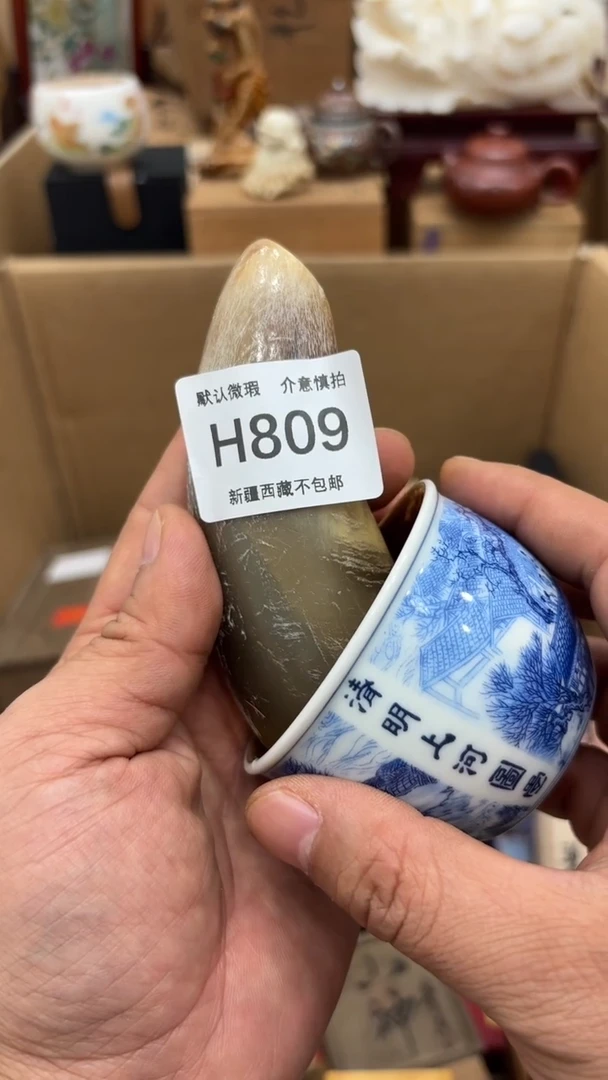 默认微瑕 介意慎拍
H809
新疆西藏不包邮
清明上河圖